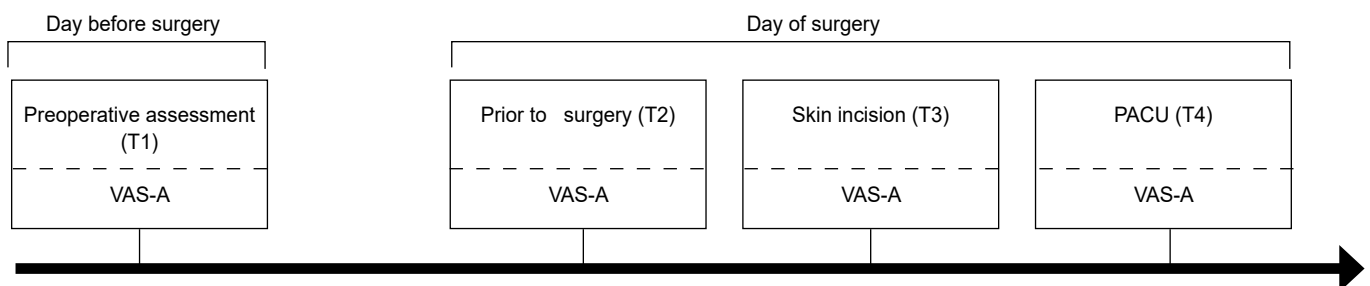 Day before surgery
Day of surgery
Preoperative assessment
(T1)
VAS-A
Prior to surgery (T2)
VAS-A
Skin incision (T3)
VAS-A
PACU (T4)
VAS-A